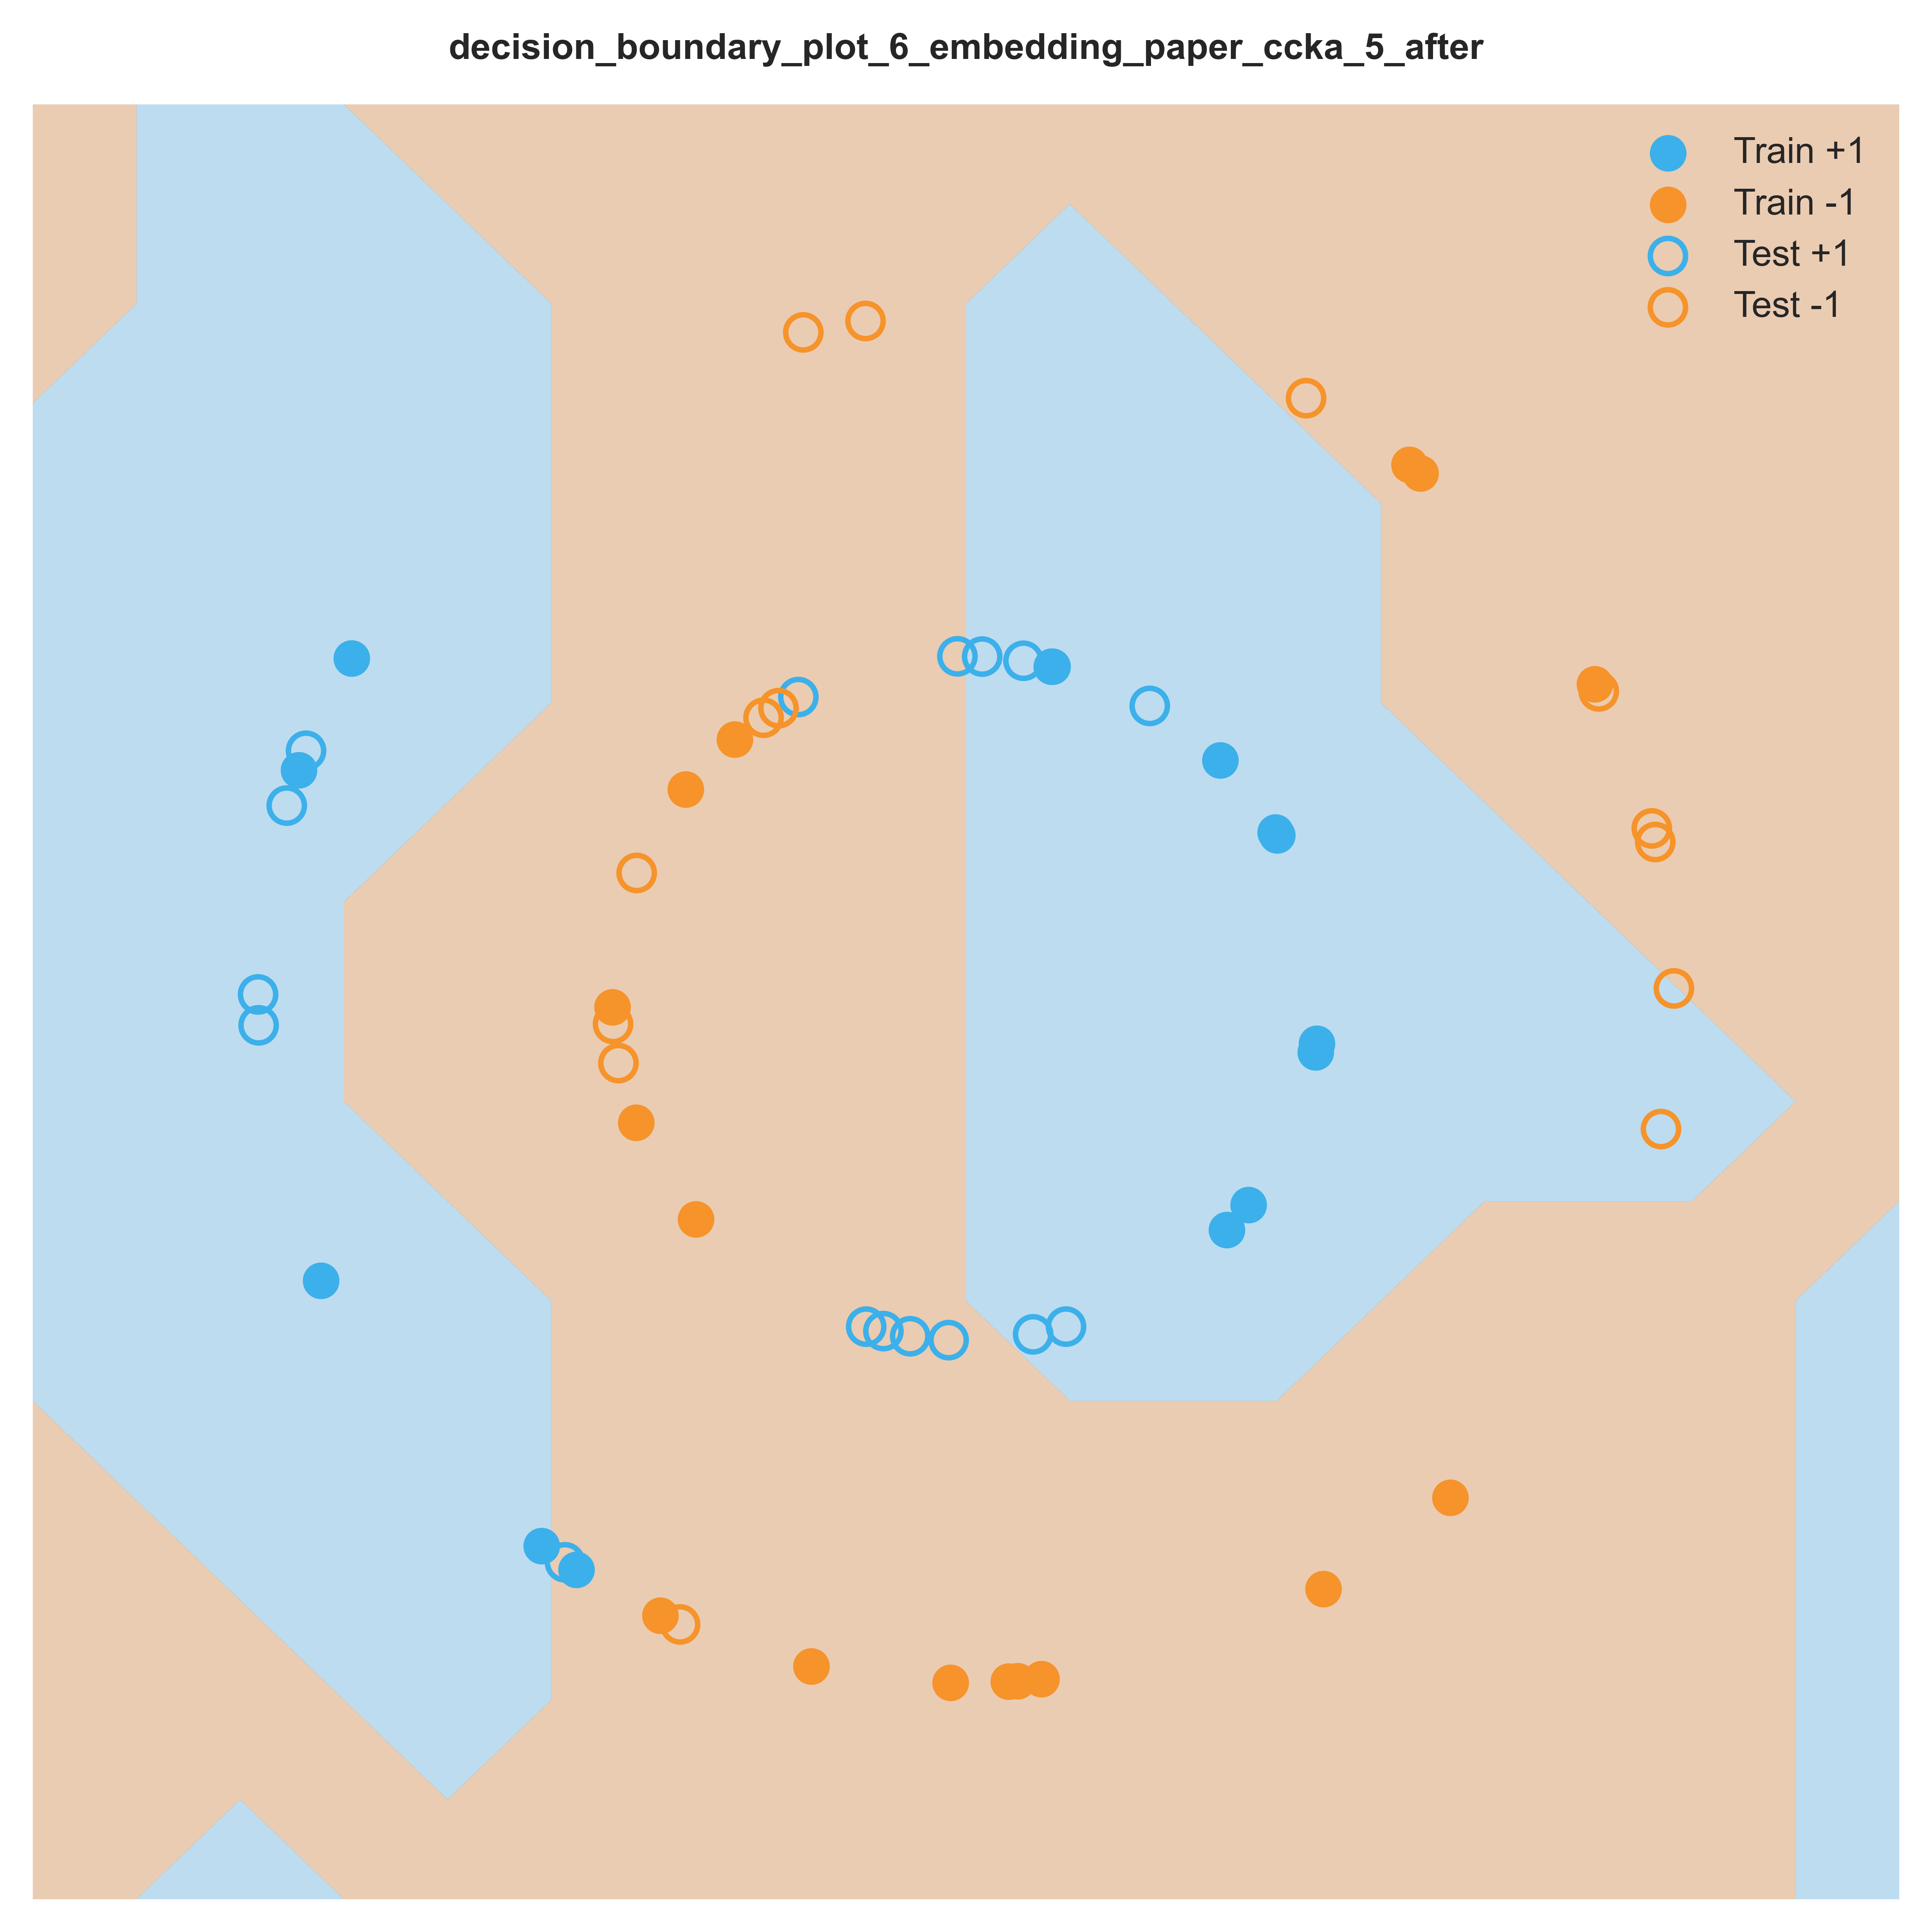 decision_boundary_plot_6_embedding_paper_ccka_5_after
Train +1
Train -1
Test +1
Test -1